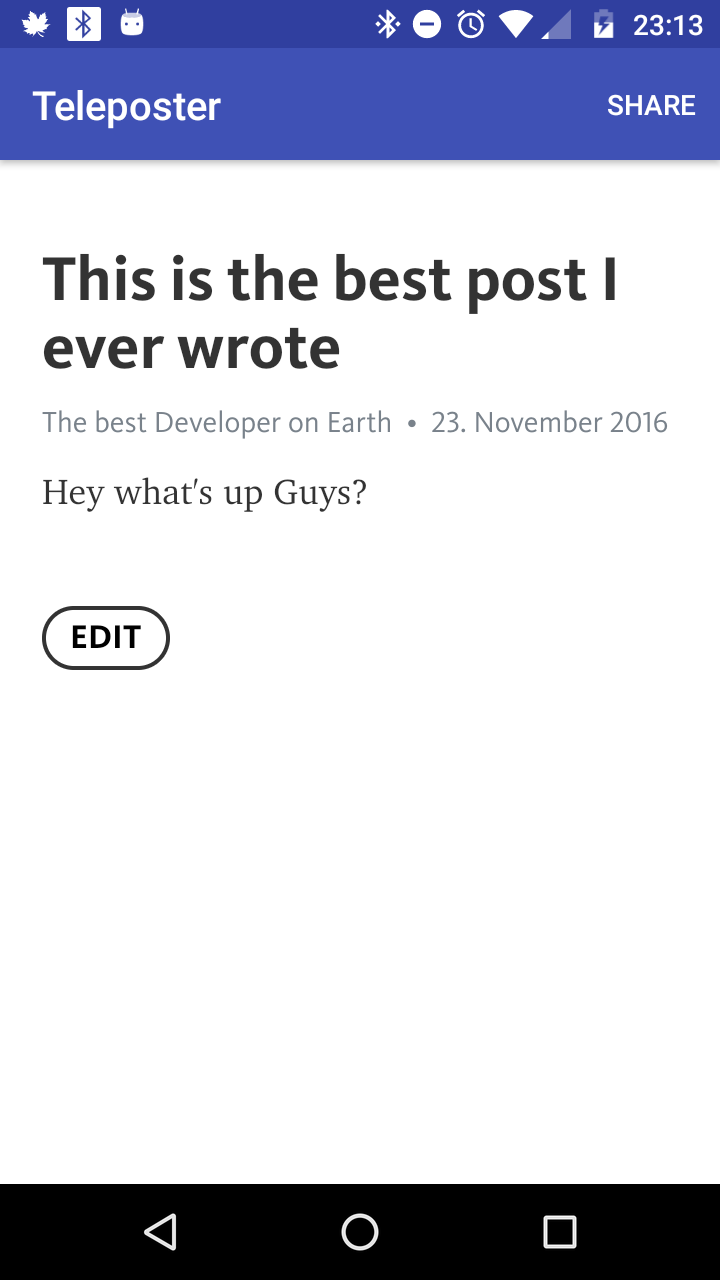 23:13
Teleposter
SHARE
This is the best post I
ever wrote
The best Developer on Earth • 23. November 2016
Hey what's up Guys?
EDIT